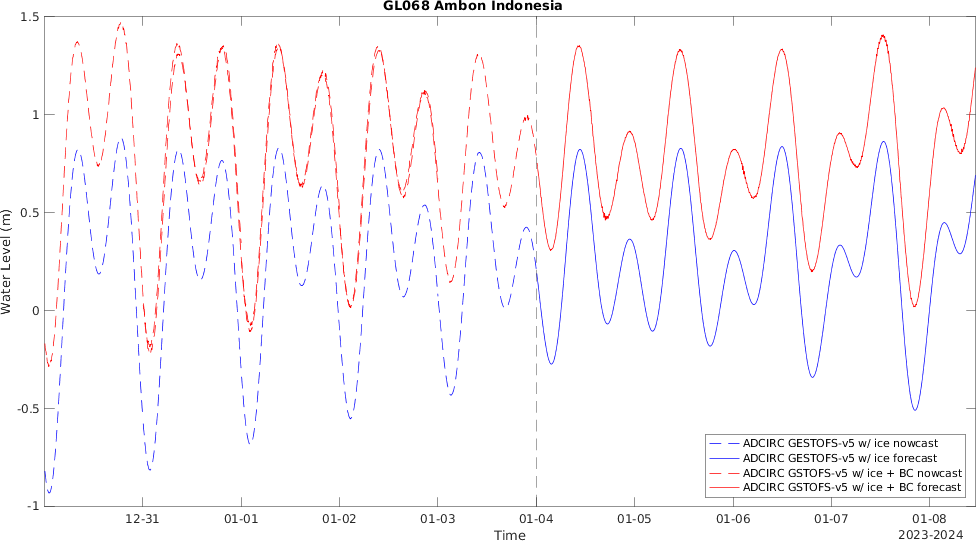 GL068 Ambon Indonesia
1.5
1
0.5
0
-0.5
-1
Water Level (m)
12-31 01-01 01-02 01-03 01-04 01-05 01-06 01-07 01-08
Time
2023-2024
ADCIRC GESTOFS-v5 w/ ice nowcast
ADCIRC GESTOFS-v5 w/ ice forecast
ADCIRC GSTOFS-v5 w/ ice + BC nowcast
ADCIRC GSTOFS-v5 w/ ice + BC forecast